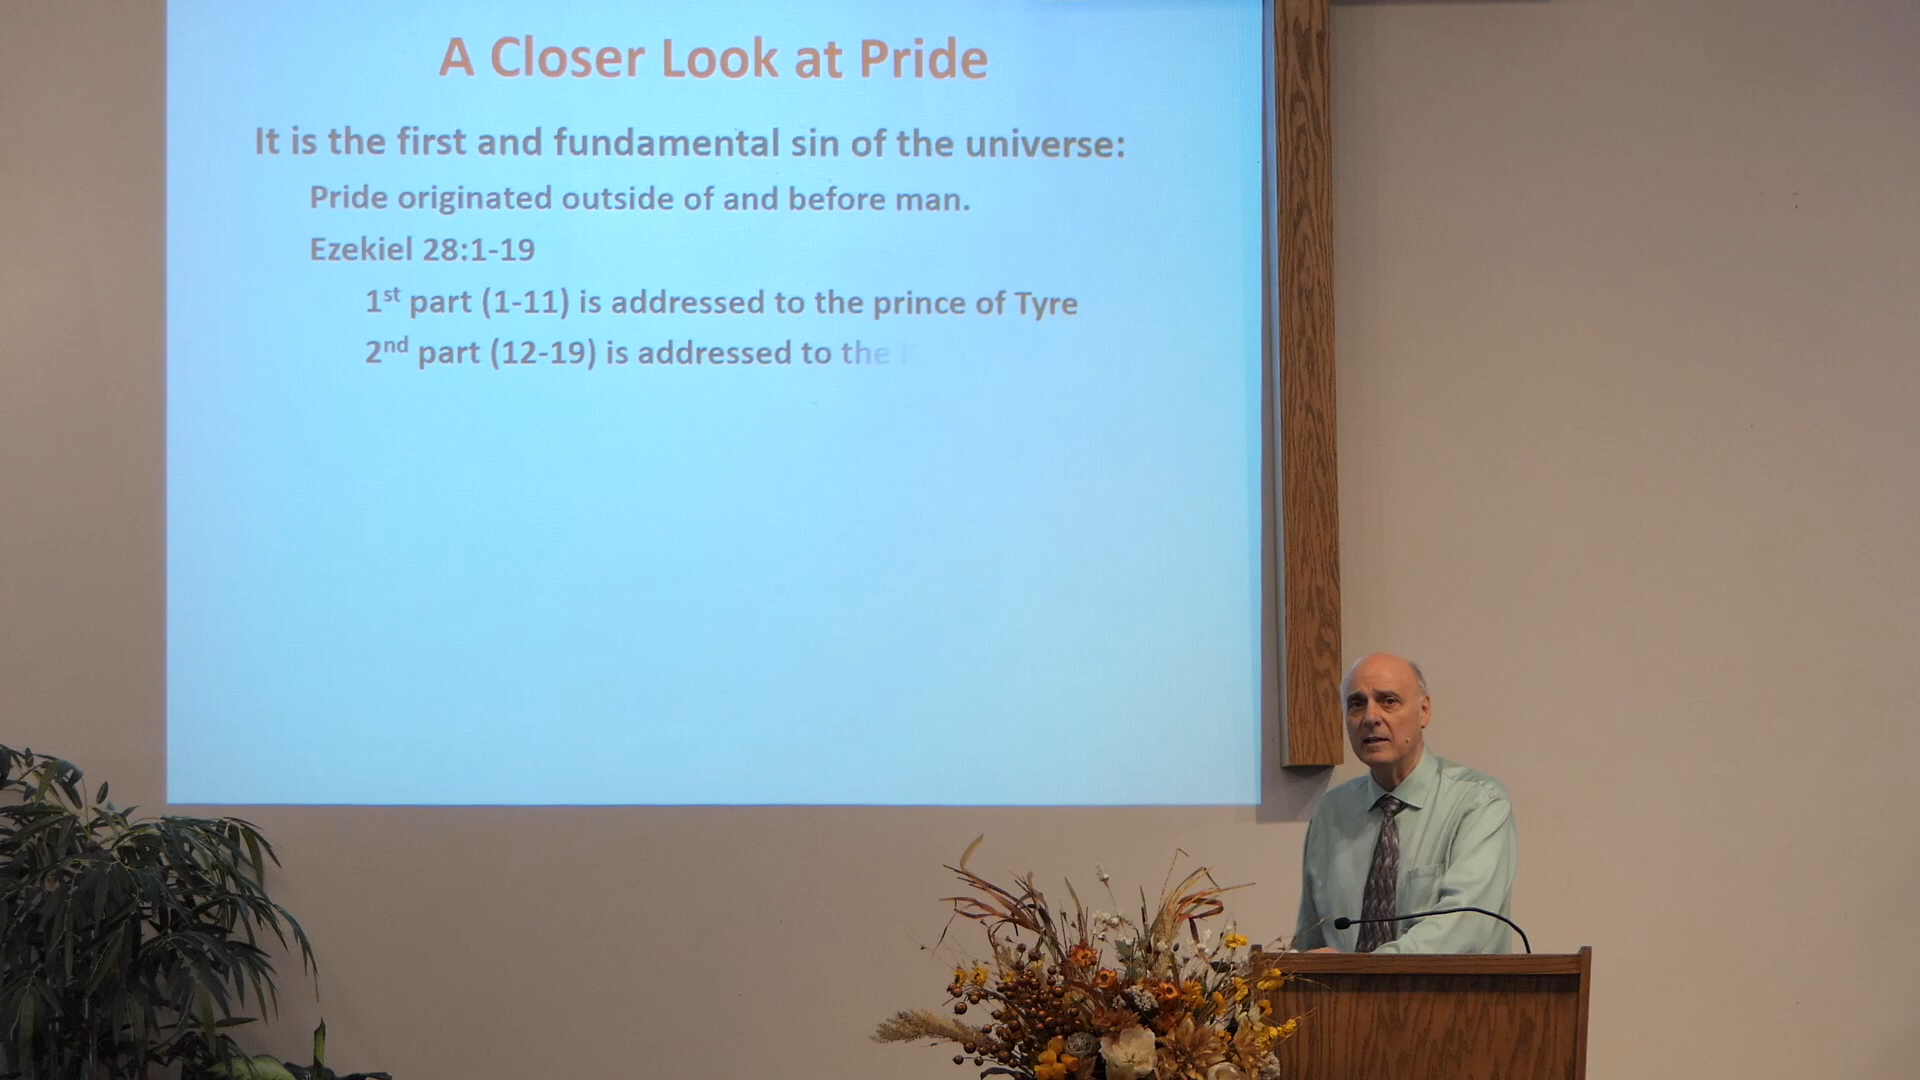 A Closer Look at Pride
It is the first and fundamental sin of the universe:
Pride originated outside of and before man.
Ezekiel 28:1-19
1st part (1-11) is addressed to the prince of Tyre
2nd part (12-19) is addressed to the K